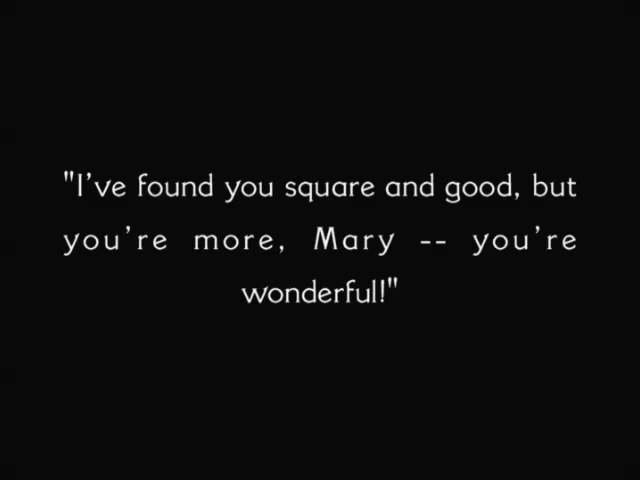 "I've found you square and good, but
you're more, Mary -- you're
wonderful!"